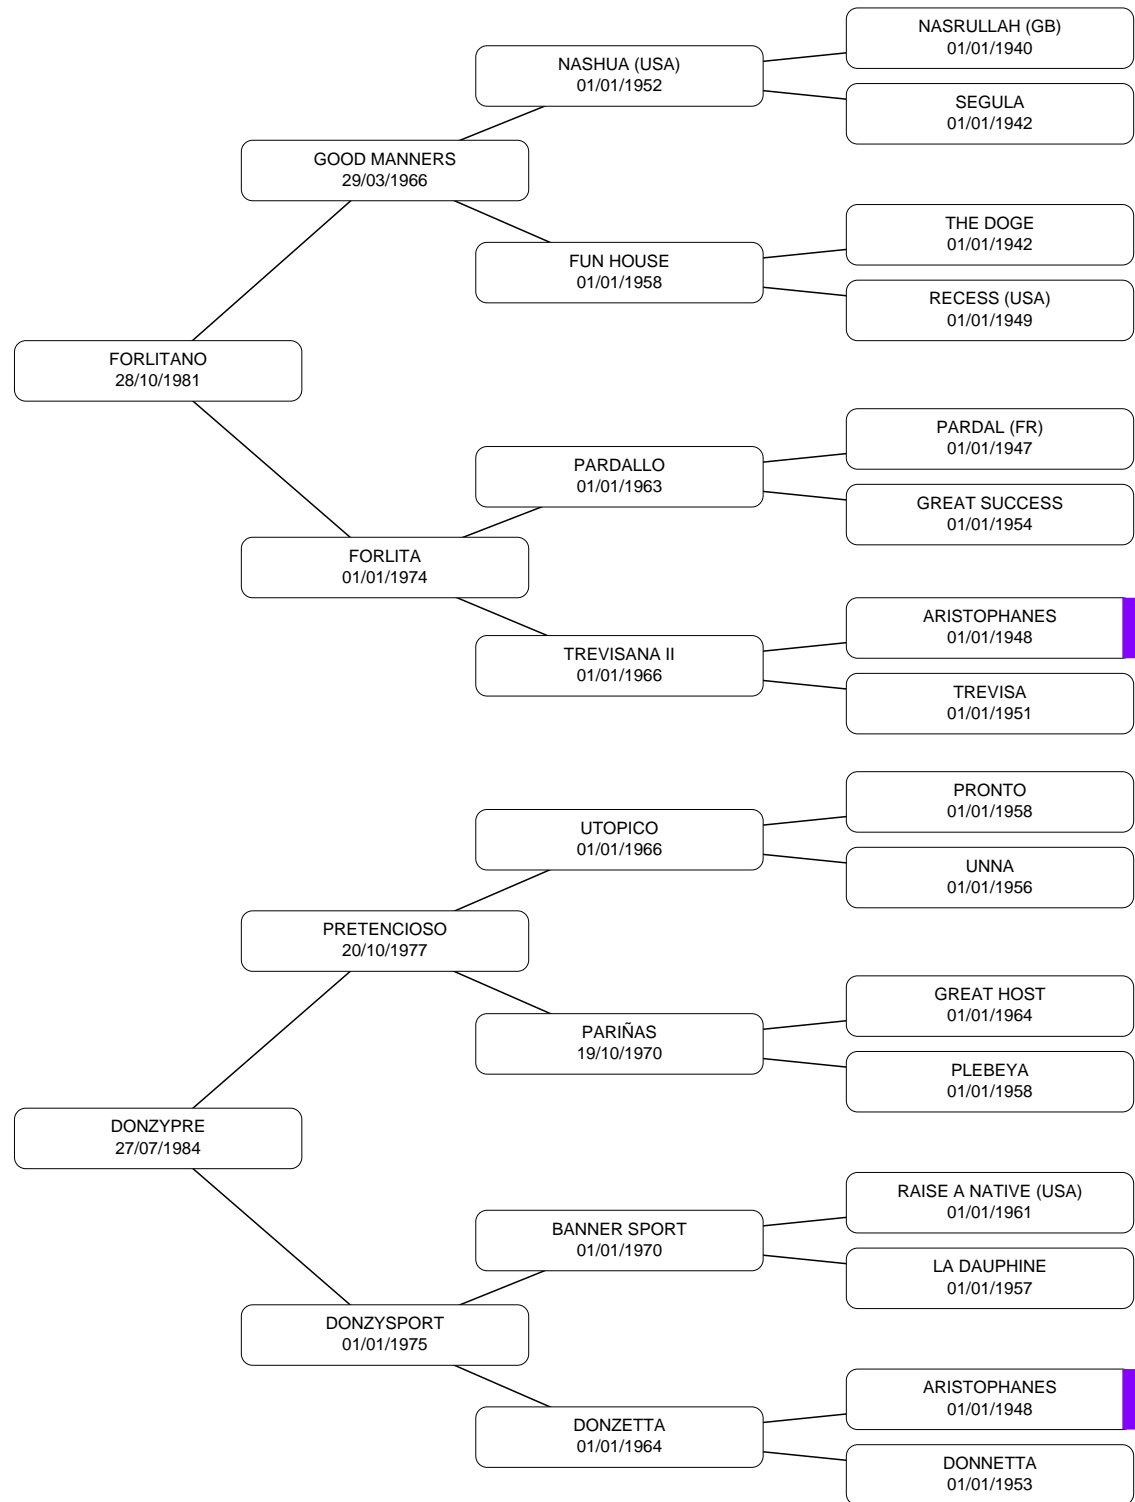 NASRULLAH (GB)
01/01/1940
NASHUA (USA)
01/01/1952
SEGULA
01/01/1942
GOOD MANNERS
29/03/1966
THE DOGE
01/01/1942
FUN HOUSE
01/01/1958
RECESS (USA)
01/01/1949
FORLITANO
28/10/1981
PARDAL (FR)
01/01/1947
PARDALLO
01/01/1963
GREAT SUCCESS
01/01/1954
FORLITA
01/01/1974
ARISTOPHANES
01/01/1948
TREVISANA II
01/01/1966
TREVISA
01/01/1951
PRONTO
01/01/1958
UTOPICO
01/01/1966
UNNA
01/01/1956
PRETENCIOSO
20/10/1977
GREAT HOST
01/01/1964
PARIÑAS
19/10/1970
PLEBEYA
01/01/1958
DONZYPRE
27/07/1984
RAISE A NATIVE (USA)
01/01/1961
BANNER SPORT
01/01/1970
LA DAUPHINE
01/01/1957
DONZYSPORT
01/01/1975
ARISTOPHANES
01/01/1948
DONZETTA
01/01/1964
DONNETTA
01/01/1953